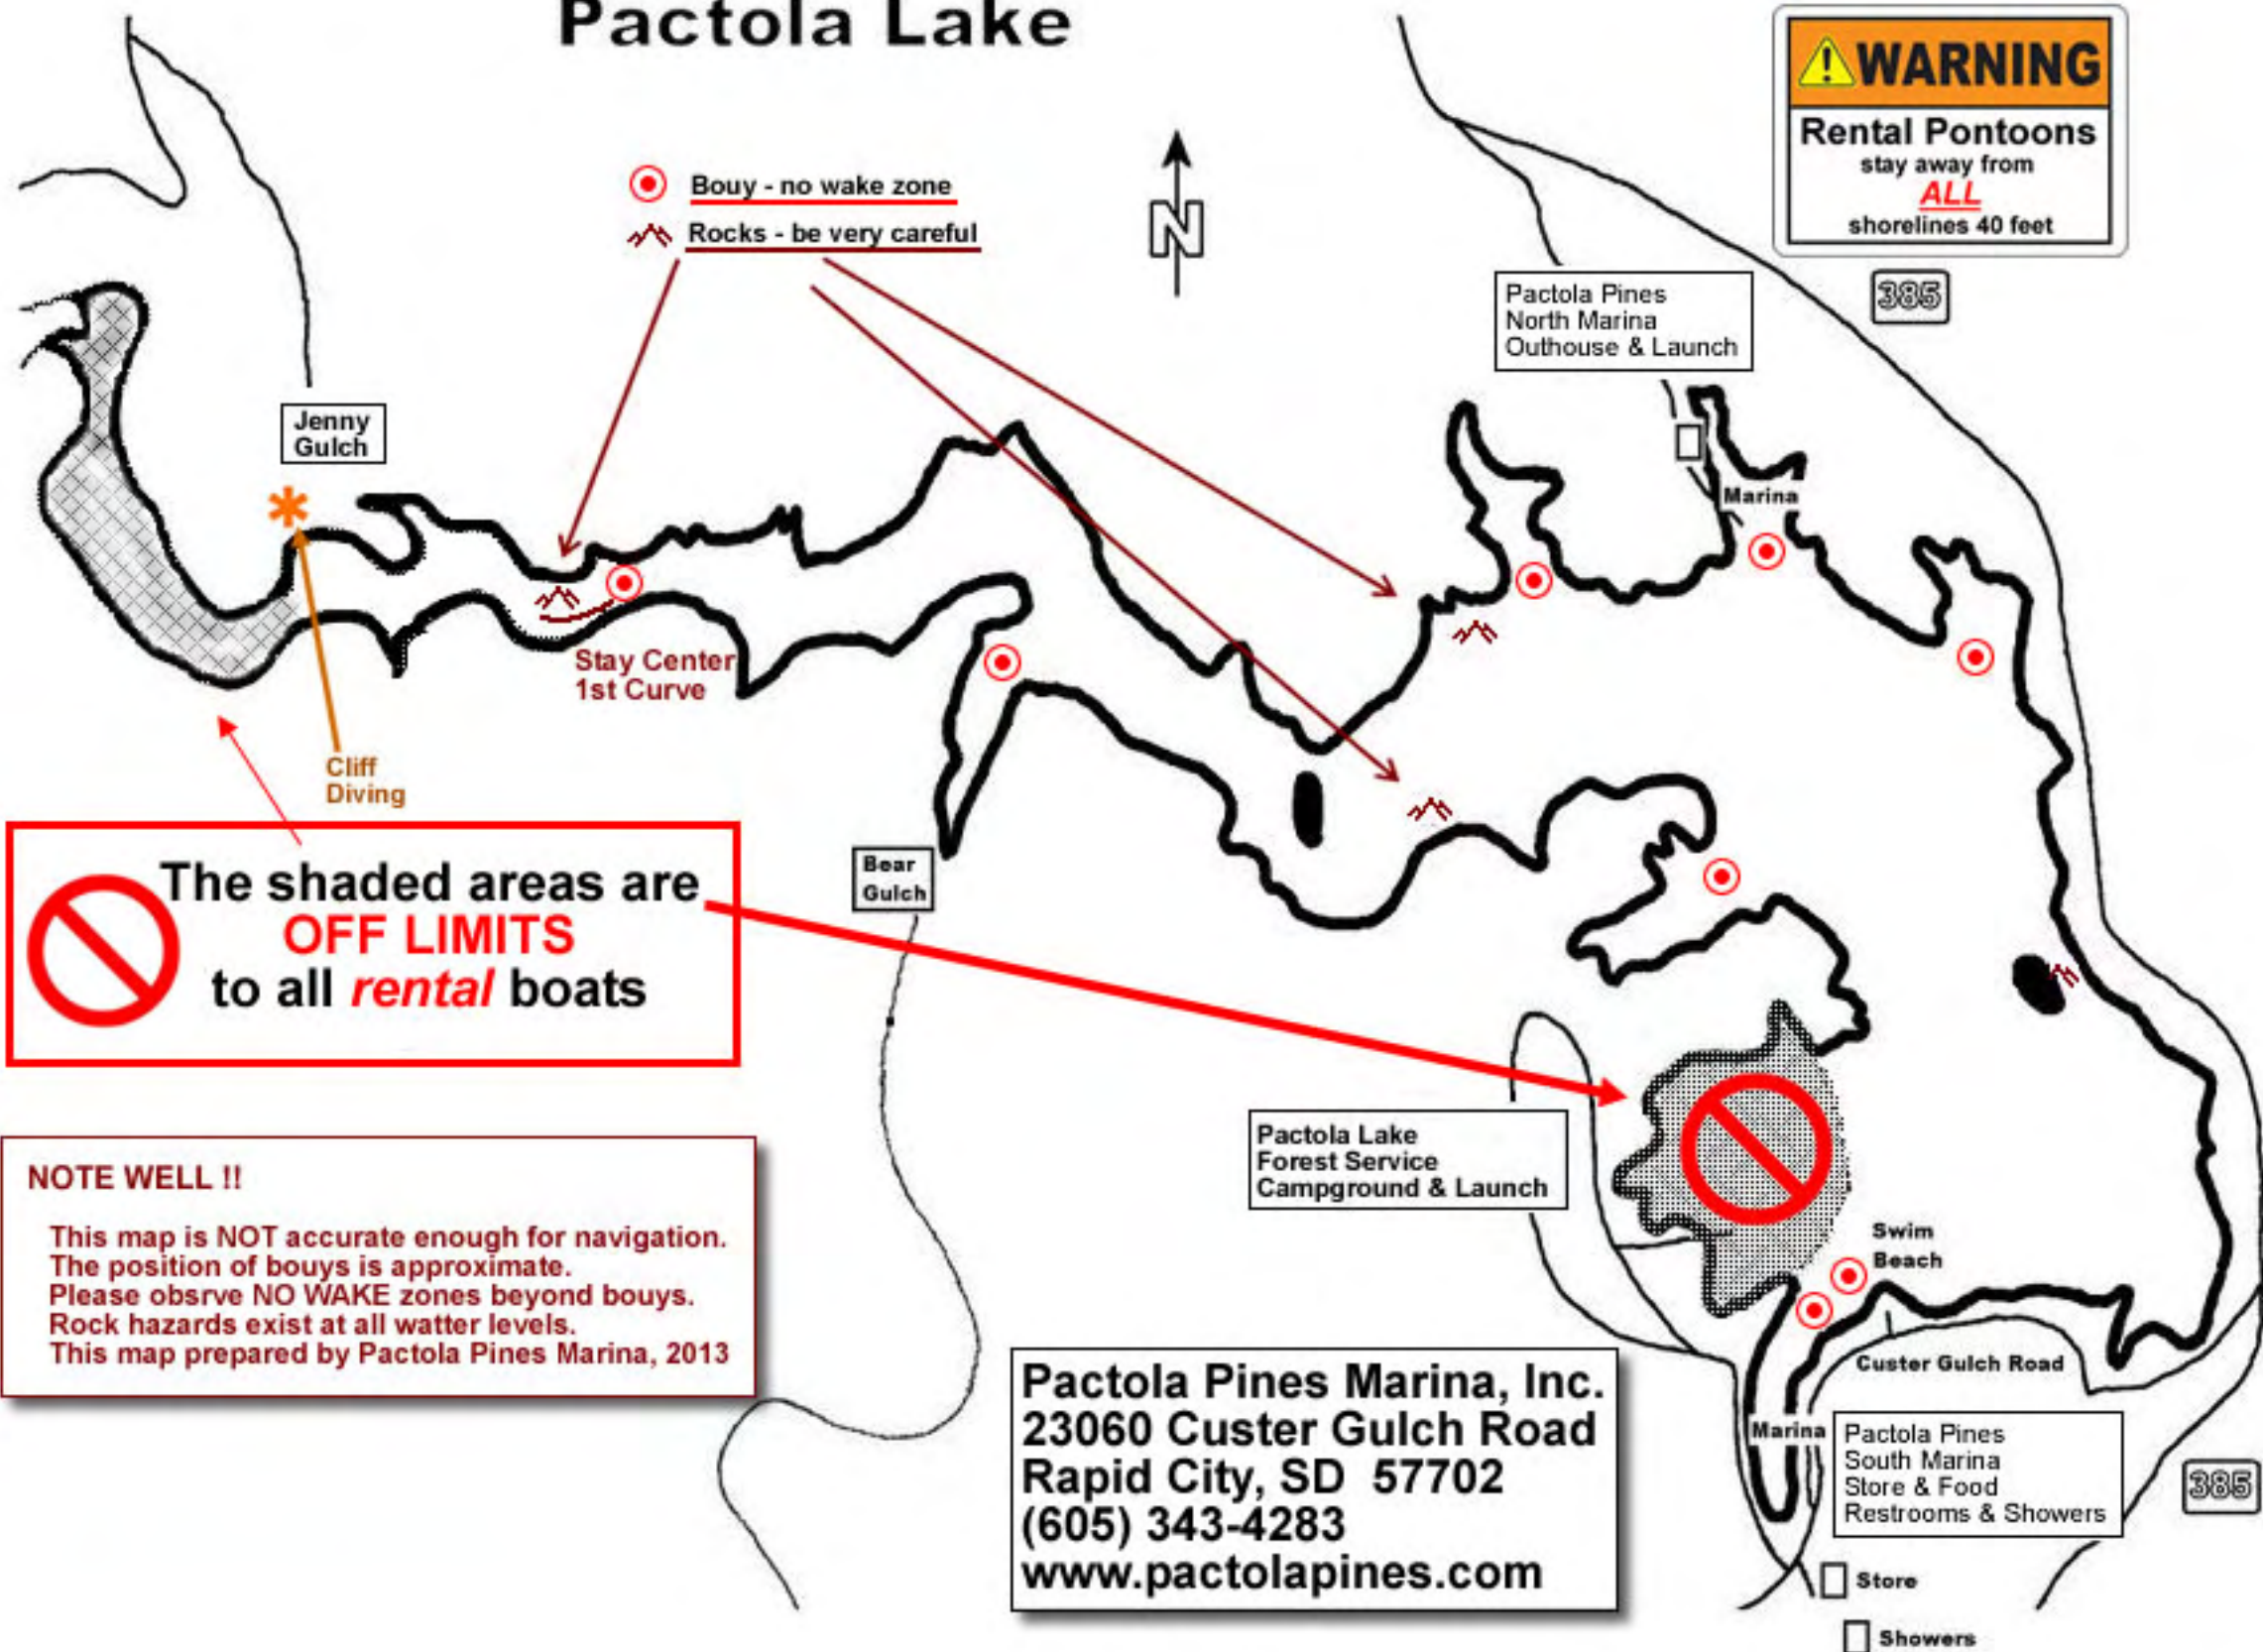 Pactola Lake
WARNING
Rental Pontoons
stay away from
ALL
shorelines 40 feet
Bouy - no wake zone
Rocks - be very careful
N
385
Pactola Pines
North Marina
Outhouse & Launch
Jenny
Gulch
Marina
Stay Center
1st Curve
Cliff
Diving
The shaded areas are
OFF LIMITS
to all rental boats
Bear
Gulch
Pactola Lake
Forest Service
Campground & Launch
NOTE WELL !!
This map is NOT accurate enough for navigation.
The position of bouys is approximate.
Please obsrve NO WAKE zones beyond bouys.
Rock hazards exist at all watter levels.
This map prepared by Pactola Pines Marina, 2013
Swim
Beach
Custer Gulch Road
Pactola Pines Marina, Inc.
23060 Custer Gulch Road
Rapid City, SD 57702
(605) 343-4283
www.pactolapines.com
Marina
Pactola Pines
South Marina
Store & Food
Restrooms & Showers
385
Store
Showers